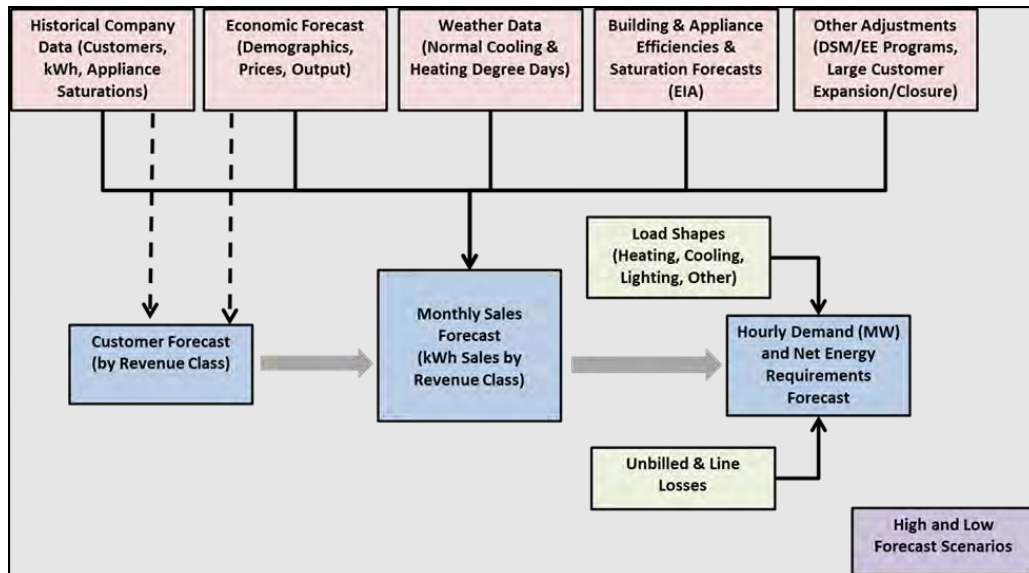 Historical Company
Data (Customers,
kWh, Appliance
Saturations)
Economic Forecast
(Demographics,
Prices, Output)
Weather Data
(Normal Cooling &
Heating Degree Days)
Building & Appliance
Efficiencies &
Saturation Forecasts
(EIA)
Other Adjustments
(DSM/EE Programs,
Large Customer
Expansion/Closure)
Load Shapes
(Heating, Cooling,
Lighting, Other)
Customer Forecast
(by Revenue Class)
Monthly Sales
Forecast
(kWh Sales by
Revenue Class)
Hourly Demand (MW)
and Net Energy
Requirements
Forecast
Unbilled & Line
Losses
High and Low
Forecast Scenarios